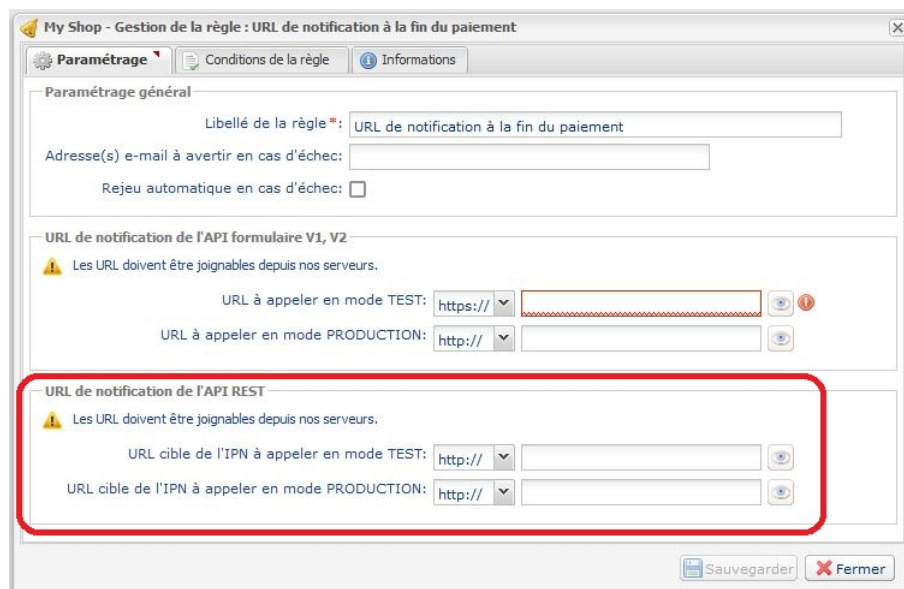 My Shop - Gestion de la règle : URL de notification à la fin du paiement
Paramétrage Conditions de la règle Informations
Paramétrage général
Libellé de la règle*: URL de notification à la fin du paiement
Adresse(s) e-mail à avertir en cas d'échec:
Rejeu automatique en cas d'échec:
URL de notification de l'API formulaire V1, V2
Les URL doivent être joignables depuis nos serveurs.
URL à appeler en mode TEST: https://
URL à appeler en mode PRODUCTION: http://
URL de notification de l'API REST
Les URL doivent être joignables depuis nos serveurs.
URL cible de l'IPN à appeler en mode TEST: http://
URL cible de l'IPN à appeler en mode PRODUCTION: http://
Sauvegarder Fermer